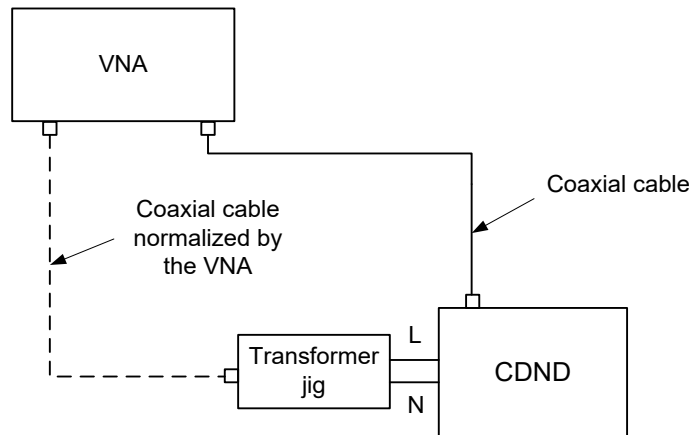 VNA
Coaxial cable
Coaxial cable
normalized by
the VNA
L
Transformer
jig
CDND
N